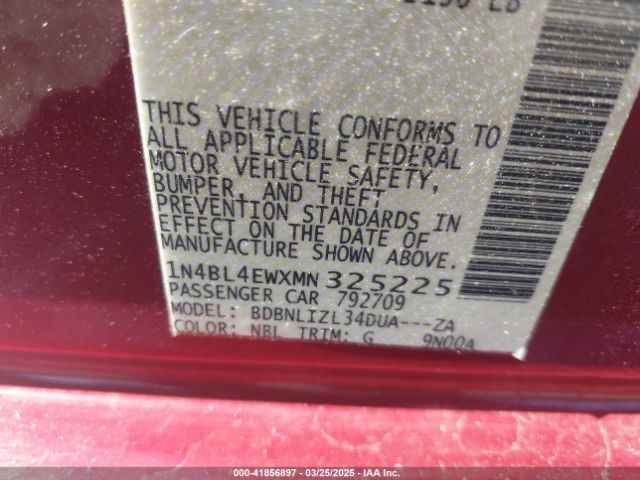 THIS VEHICLE CONFORMS TO
ALL APPLICABLE FEDERAL
MOTOR VEHICLE SAFETY,
BUMPER, AND THEFT
PREVENTION STANDARDS IN
EFFECT ON THE DATE OF
MANUFACTURE SHOWN ABOVE.
1N4BL4EWXMN325225
PASSENGER CAR 792709
MODEL: BDBNLIZL34DUA---ZA
COLOR: NBL TRIM: G 9N00A
000-41856897 / 03/25/2025 / IAA Inc.